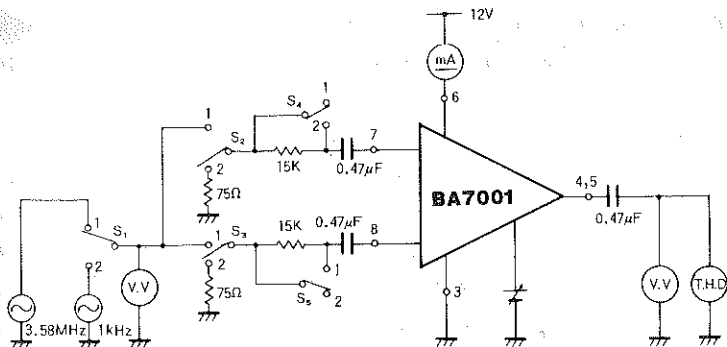 12V
mA
6
1
S₄
2
1
S₂
7
2
15K
0.47μF
75Ω
BA7001
4,5
0.47μF
15K
0.47μF
1
S₃
8
2
1
S₁
2
75Ω
1
S₅
2
3
V.V
V.V
T.H.D
3.58MHz
1kHz